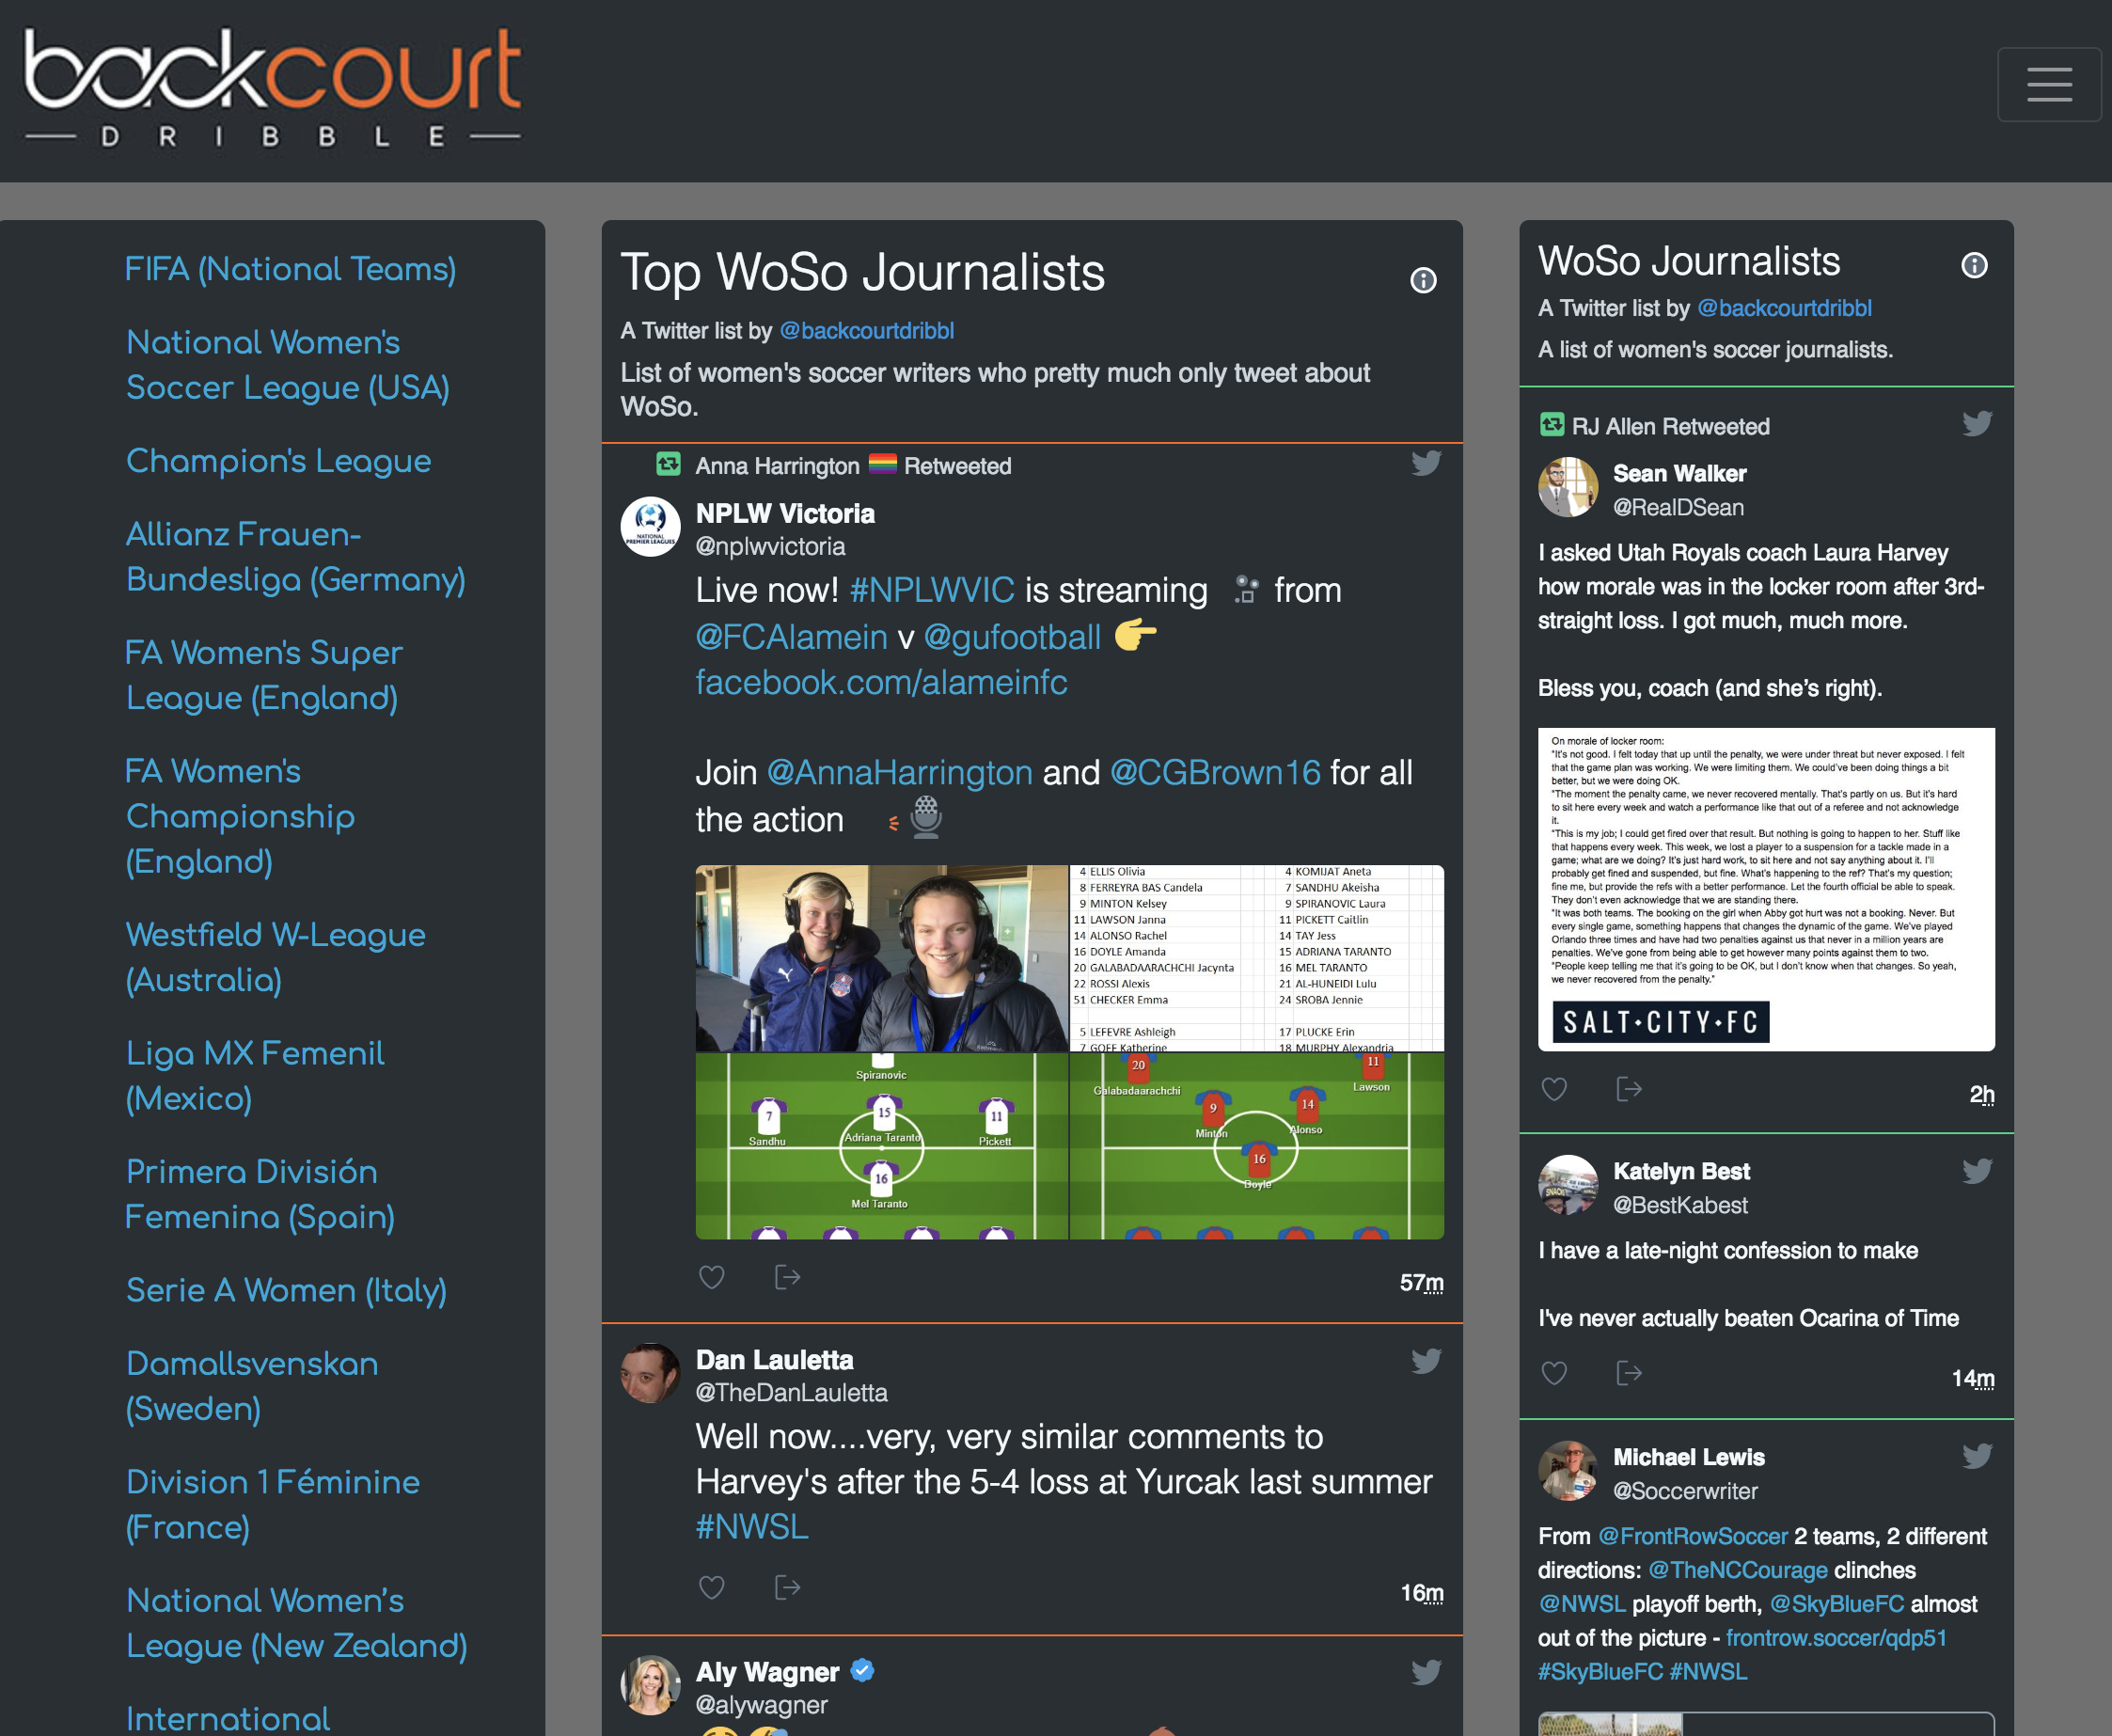 backcourt
DRIBBLE
FIFA (National Teams)
National Women's
Soccer League (USA)
Champion's League
Allianz Frauen-
Bundesliga (Germany)
FA Women's Super
League (England)
FA Women's
Championship
(England)
Westfield W-League
(Australia)
Liga MX Femenil
(Mexico)
Primera División
Femenina (Spain)
Serie A Women (Italy)
Damallsvenskan
(Sweden)
Division 1 Féminine
(France)
National Women’s
League (New Zealand)
International
Top WoSo Journalists
A Twitter list by @backcourtdribbl
List of women's soccer writers who pretty much only tweet about
WoSo.
Anna Harrington Retweeted
NATIONAL
PREMIER LEAGUES
NPLW Victoria
@nplwvictoria
Live now! #NPLWVIC is streaming from
@FCAlamein v @gufootball
facebook.com/alameinfc
Join @AnnaHarrington and @CGBrown16 for all
the action
4 ELLIS Olivia 4 KOMIJAT Aneta
8 FERREYRA BAS Candela 7 SANDHU Akeisha
9 MINTON Kelsey 9 SPIRANOVIC Laura
11 LAWSON Janna 11 PICKETT Caitlin
14 ALONSO Rachel 14 TAY Jess
16 DOYLE Amanda 15 ADRIANA TARANTO
20 GALABADAARACHCHI Jacynta 16 MEL TARANTO
22 ROSSI Alexis 21 AL-HUNEIDI Lulu
51 CHECKER Emma 24 SROBA Jennie
5 LEFEVRE Ashleigh 17 PLUCKE Erin
7 GOFF Katherine 18 MURPHY Alexandria
Spiranovic
7
Sandhu
15
Adriana Taranto
11
Pickett
16
Mel Taranto
20
Galabadaarachchi
11
Lawson
9
Minton
14
Alonso
16
Doyle
57m
Dan Lauletta
@TheDanLauletta
Well now....very, very similar comments to
Harvey's after the 5-4 loss at Yurcak last summer
#NWSL
16m
Aly Wagner
@alywagner
WoSo Journalists
A Twitter list by @backcourtdribbl
A list of women's soccer journalists.
RJ Allen Retweeted
Sean Walker
@RealDSean
I asked Utah Royals coach Laura Harvey
how morale was in the locker room after 3rd-
straight loss. I got much, much more.
Bless you, coach (and she’s right).
On morale of locker room:
"It's not good. I felt today that up until the penalty, we were under threat but never exposed. I felt
that the game plan was working. We were limiting them. We could've been doing things a bit
better, but we were doing OK.
"The moment the penalty came, we never recovered mentally. That's partly on us. But it's hard
to sit here every week and watch a performance like that out of a referee and not acknowledge
it.
"This is my job; I could get fired over that result. But nothing is going to happen to her. Stuff like
that happens every week. This week, we lost a player to a suspension for a tackle made in a
game; what are we doing? It's just hard work, to sit here and not say anything about it. I'll
probably get fined and suspended, but fine. What's happening to the ref? That's my question;
fine me, but provide the refs with a better performance. Let the fourth official be able to speak.
They don't even acknowledge that we are standing there.
"It was both teams. The booking on the girl when Abby got hurt was not a booking. Never. But
every single game, something happens that changes the dynamic of the game. We've played
Orlando three times and have had two penalties against us that never in a million years are
penalties. We've gone from being able to get however many points against them to two.
"People keep telling me that it's going to be OK, but I don't know when that changes. So yeah,
we never recovered from the penalty."
SALT•CITY•FC
2h
Katelyn Best
@BestKabest
I have a late-night confession to make
I've never actually beaten Ocarina of Time
14m
Michael Lewis
@Soccerwriter
From @FrontRowSoccer 2 teams, 2 different
directions: @TheNCCourage clinches
@NWSL playoff berth, @SkyBlueFC almost
out of the picture - frontrow.soccer/qdp51
#SkyBlueFC #NWSL